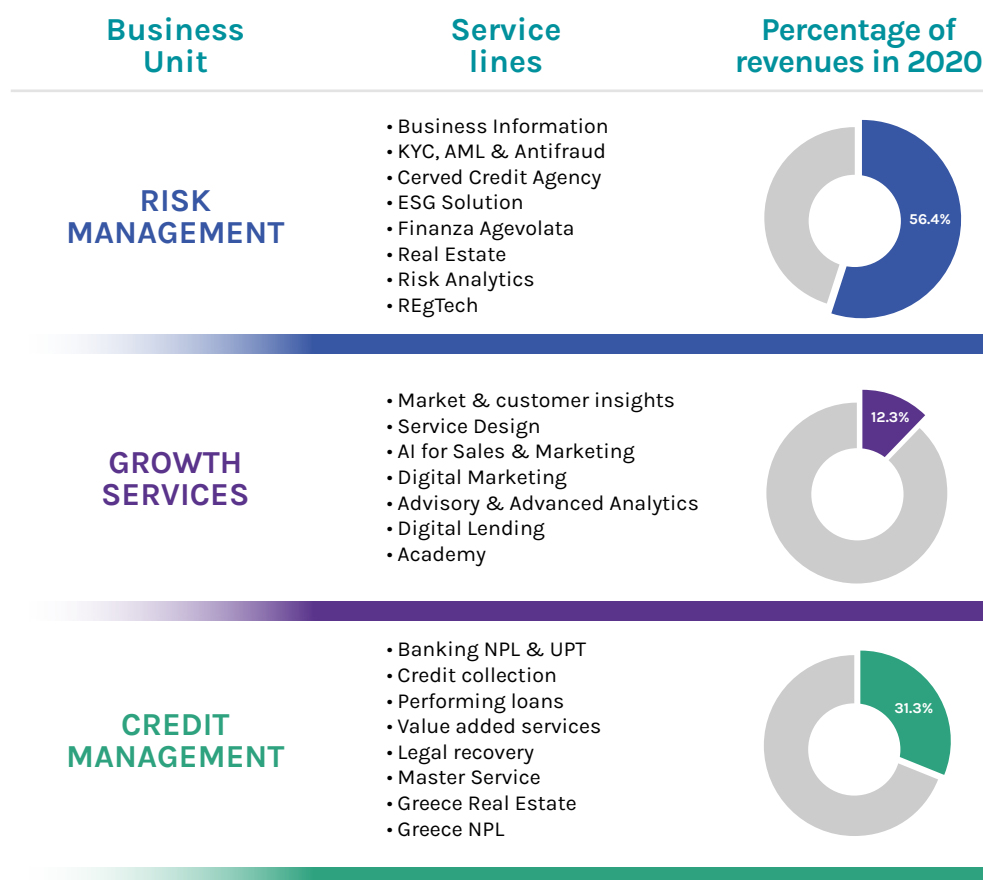 Business
Unit
Service
lines
Percentage of
revenues in 2020
RISK
MANAGEMENT
• Business Information
• KYC, AML & Antifraud
• Cerved Credit Agency
• ESG Solution
• Finanza Agevolata
• Real Estate
• Risk Analytics
• REgTech
56.4%
GROWTH
SERVICES
• Market & customer insights
• Service Design
• AI for Sales & Marketing
• Digital Marketing
• Advisory & Advanced Analytics
• Digital Lending
• Academy
12.3%
CREDIT
MANAGEMENT
• Banking NPL & UPT
• Credit collection
• Performing loans
• Value added services
• Legal recovery
• Master Service
• Greece Real Estate
• Greece NPL
31.3%